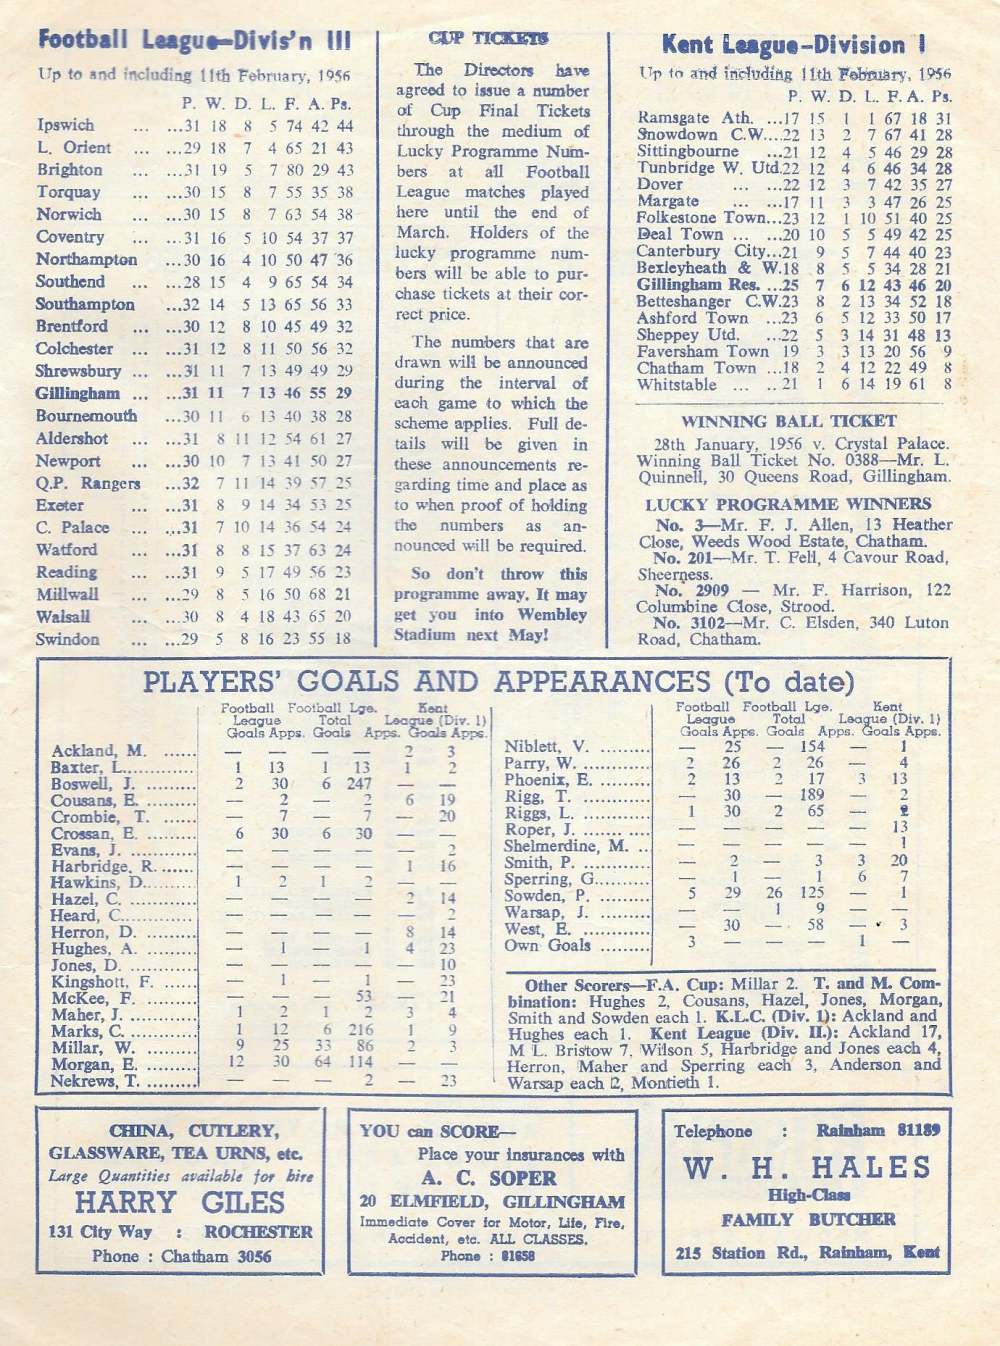 Football League—Divis'n III
Up to and including 11th February, 1956
P. W. D. L. F. A. Ps.
Ipswich ... ...31 18 8 5 74 42 44
L. Orient ... ...29 18 7 4 65 21 43
Brighton ... ...31 19 5 7 80 29 43
Torquay ... ...30 15 8 7 55 35 38
Norwich ... ...30 15 8 7 63 54 38
Coventry ... ...31 16 5 10 54 37 37
Northampton ...30 16 4 10 50 47 36
Southend ...28 15 4 9 65 54 34
Southampton ...32 14 5 13 65 56 33
Brentford ... ...30 12 8 10 45 49 32
Colchester ...31 12 8 11 50 56 32
Shrewsbury ... ...31 11 7 13 49 49 29
Gillingham ... ...31 11 7 13 46 55 29
Bournemouth ...30 11 6 13 40 38 28
Aldershot ... ...31 8 11 12 54 61 27
Newport ... ...30 10 7 13 41 50 27
Q.P. Rangers ...32 7 11 14 39 57 25
Exeter ... ...31 8 9 14 34 53 25
C. Palace ... ...31 7 10 14 36 54 24
Watford ... ...31 8 8 15 37 63 24
Reading ... ...31 9 5 17 49 56 23
Millwall ... ...29 8 5 16 50 68 21
Walsall ... ...30 8 4 18 43 65 20
Swindon ... ...29 5 8 16 23 55 18
CUP TICKETS
The Directors have
agreed to issue a number
of Cup Final Tickets
through the medium of
Lucky Programme Num-
bers at all Football
League matches played
here until the end of
March. Holders of the
lucky programme num-
bers will be able to pur-
chase tickets at their cor-
rect price.
The numbers that are
drawn will be announced
during the interval of
each game to which the
scheme applies. Full de-
tails will be given in
these announcements re-
garding time and place as
to when proof of holding
the numbers as an-
nounced will be required.
So don't throw this
programme away. It may
get you into Wembley
Stadium next May!
Kent League-Division I
Up to and including 11th February, 1956
P. W. D. L. F. A. Ps.
Ramsgate Ath. ...17 15 1 1 67 18 31
Snowdown C.W....22 13 2 7 67 41 28
Sittingbourne ...21 12 4 5 46 29 28
Tunbridge W. Utd.22 12 4 6 46 34 28
Dover ... ...22 12 3 7 42 35 27
Margate ... ...17 11 3 3 47 26 25
Folkestone Town...23 12 1 10 51 40 25
Deal Town ... ...20 10 5 5 49 42 25
Canterbury City...21 9 5 7 44 40 23
Bexleyheath & W.18 8 5 5 34 28 21
Gillingham Res. ...25 7 6 12 43 46 20
Betteshanger C.W.23 8 2 13 34 52 18
Ashford Town ...23 6 5 12 33 50 17
Sheppey Utd. ...22 5 3 14 31 48 13
Faversham Town 19 3 3 13 20 56 9
Chatham Town ...18 2 4 12 22 49 8
Whitstable ... ...21 1 6 14 19 61 8
WINNING BALL TICKET
28th January, 1956 v. Crystal Palace.
Winning Ball Ticket No. 0388—Mr. L.
Quinnell, 30 Queens Road, Gillingham.
LUCKY PROGRAMME WINNERS
No. 3—Mr. F. J. Allen, 13 Heather
Close, Weeds Wood Estate, Chatham.
No. 201—Mr. T. Fell, 4 Cavour Road,
Sheerness.
No. 2909 — Mr. F. Harrison, 122
Columbine Close, Strood.
No. 3102—Mr. C. Elsden, 340 Luton
Road, Chatham.
PLAYERS' GOALS AND APPEARANCES (To date)
Football Football Lge. Kent
League Total League (Div. 1)
Goals Apps. Goals Apps. Goals Apps.
Ackland, M. ...... — — — — 2 3
Baxter, L............. 1 13 1 13 1 2
Boswell, J. .......... 2 30 6 247 — —
Cousans, E. .......... — 2 — 2 6 19
Crombie, T. ...... — 7 — 7 — 20
Crossan, E. .......... 6 30 6 30 — —
Evans, J. ............. — — — — — 2
Harbridge, R. ...... — — — — 1 16
Hawkins, D.......... 1 2 1 2 — —
Hazel, C. ............. — — — — 2 14
Heard, C............. — — — — — 2
Herron, D. .......... — — — — 8 14
Hughes, A. .......... — 1 — 1 4 23
Jones, D. ............. — — — — — 10
Kingshott, F. ...... — 1 — 1 — 23
McKee, F. .......... — — — 53 — 21
Maher, J. ............. 1 2 1 2 3 4
Marks, C. ............. 1 12 6 216 1 9
Millar, W. .......... 9 25 33 86 2 3
Morgan, E. .......... 12 30 64 114 — —
Nekrews, T. .......... — — — 2 — 23
Football Football Lge. Kent
League Total League (Div. 1)
Goals Apps. Goals Apps. Goals Apps.
Niblett, V. .......... — 25 — 154 — 1
Parry, W. ............. 2 26 2 26 — 4
Phoenix, E. .......... 2 13 2 17 3 13
Rigg, T. ............. — 30 — 189 — 2
Riggs, L. ............. 1 30 2 65 —
Roper, J. ....... .... — — — — — 13
Shelmerdine, M. .. — — — — — 1
Smith, P. ............. — 2 — 3 3 20
Sperring, G.......... — 1 — 1 6 7
Sowden, P. .......... 5 29 26 125 — 1
Warsap, J. .......... — — 1 9 — —
West, E. ............. — 30 — 58 — 3
Own Goals .......... 3 — — — 1 —
Other Scorers—F.A. Cup: Millar 2. T. and M. Com-
bination: Hughes 2, Cousans, Hazel, Jones, Morgan,
Smith and Sowden each 1. K.L.C. (Div. 1): Ackland and
Hughes each 1. Kent League (Div. II.): Ackland 17,
M L. Bristow 7, Wilson 5, Harbridge and Jones each 4,
Herron, Maher and Sperring each 3, Anderson and
Warsap each 2, Montieth 1.
CHINA, CUTLERY,
GLASSWARE, TEA URNS, etc.
Large Quantities available for hire
HARRY GILES
131 City Way : ROCHESTER
Phone : Chatham 3056
YOU can SCORE—
Place your insurances with
A. C. SOPER
20 ELMFIELD, GILLINGHAM
Immediate Cover for Motor, Life, Fire,
Accident, etc. ALL CLASSES.
Phone : 81658
Telephone : Rainham 81189
W. H. HALES
High-Class
FAMILY BUTCHER
215 Station Rd., Rainham, Kent